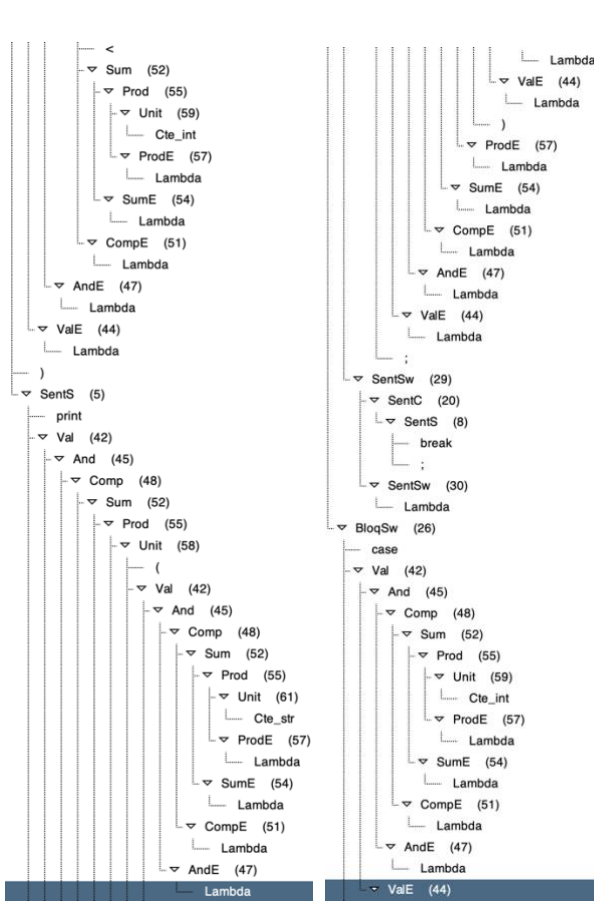 <
Sum (52)
Prod (55)
Unit (59)
Cte_int
ProdE (57)
Lambda
SumE (54)
Lambda
CompE (51)
Lambda
AndE (47)
Lambda
ValE (44)
Lambda
)
SentS (5)
print
Val (42)
And (45)
Comp (48)
Sum (52)
Prod (55)
Unit (58)
(
Val (42)
And (45)
Comp (48)
Sum (52)
Prod (55)
Unit (61)
Cte_str
ProdE (57)
Lambda
SumE (54)
Lambda
CompE (51)
Lambda
AndE (47)
Lambda
Lambda
ValE (44)
Lambda
)
ProdE (57)
Lambda
SumE (54)
Lambda
CompE (51)
Lambda
AndE (47)
Lambda
ValE (44)
Lambda
;
SentSw (29)
SentC (20)
SentS (8)
break
;
SentSw (30)
Lambda
BloqSw (26)
case
Val (42)
And (45)
Comp (48)
Sum (52)
Prod (55)
Unit (59)
Cte_int
ProdE (57)
Lambda
SumE (54)
Lambda
CompE (51)
Lambda
AndE (47)
Lambda
ValE (44)